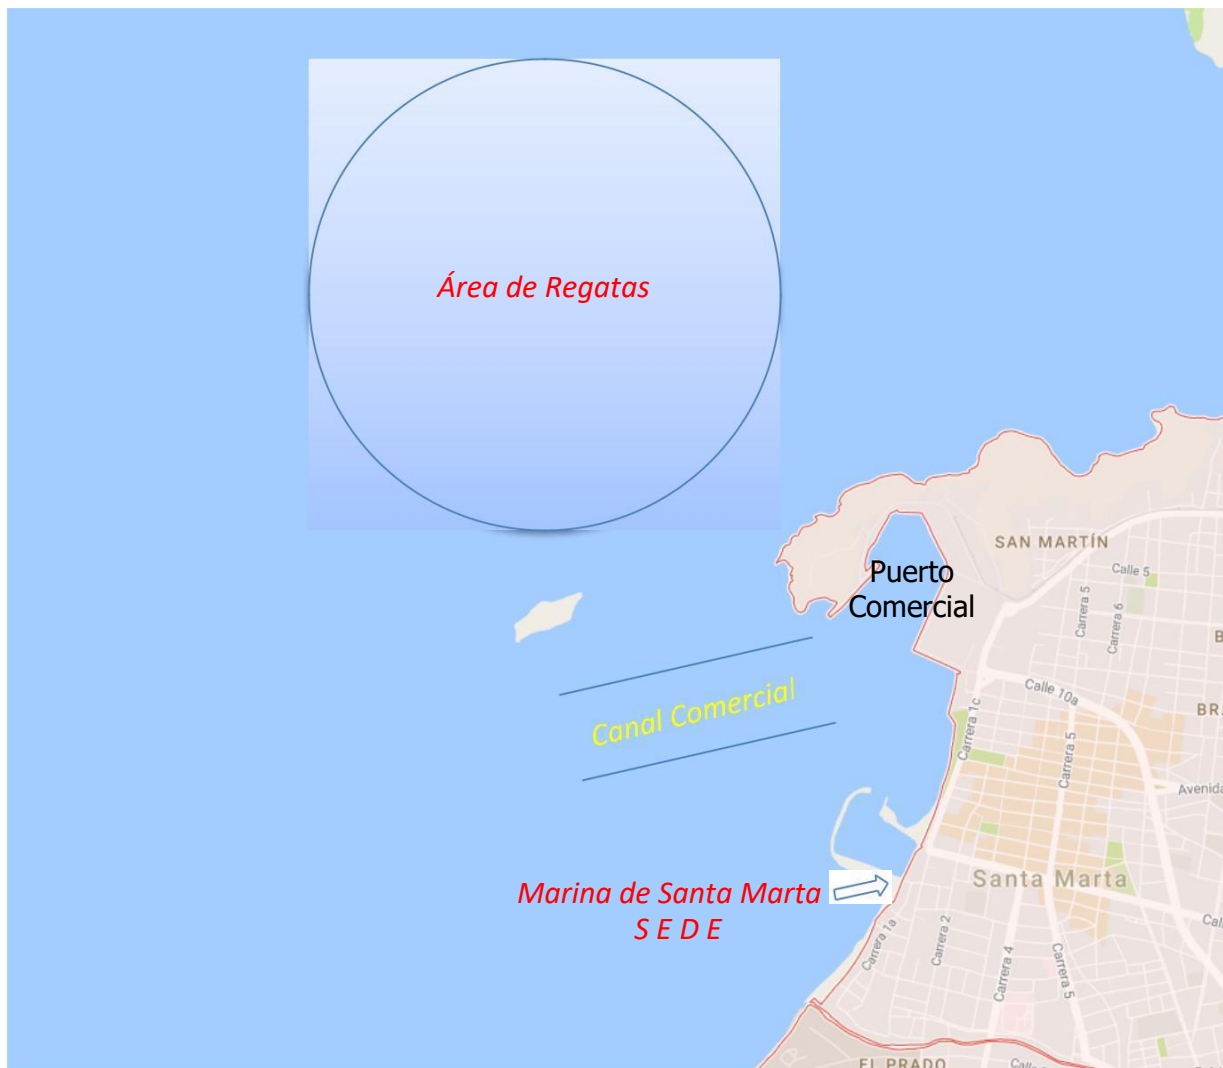 Área de Regatas
SAN MARTÍN
Puerto
Comercial
Calle 5
Carrera 5
Carrera 6
Calle 10a
Canal Comercial
Carrera 1c
Carrera 5
Avenida
Marina de Santa Marta
S E D E
Santa Marta
Carrera 1a
Carrera 2
Carrera 4
Carrera 5
EL PRADO